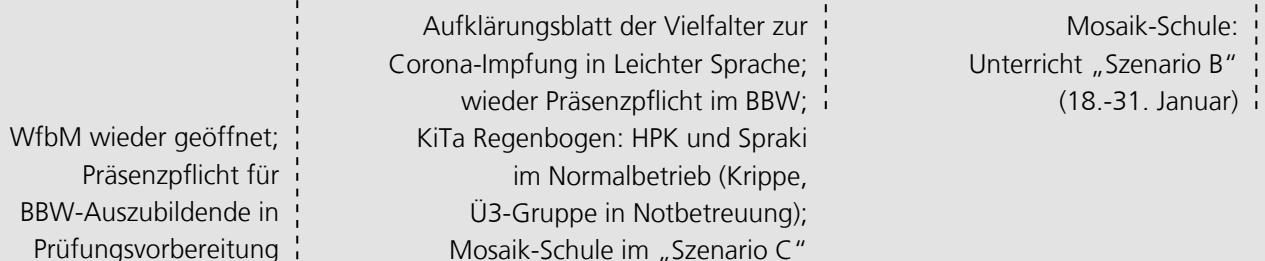 WfbM wieder geöffnet;
Präsenzpflicht für
BBW-Auszubildende in
Prüfungsvorbereitung
Aufklärungsblatt der Vielfalter zur
Corona-Impfung in Leichter Sprache;
wieder Präsenzpflicht im BBW;
KiTa Regenbogen: HPK und Spraki
im Normalbetrieb (Krippe,
Ü3-Gruppe in Notbetreuung);
Mosaik-Schule im „Szenario C“
Mosaik-Schule:
Unterricht „Szenario B“
(18.-31. Januar)